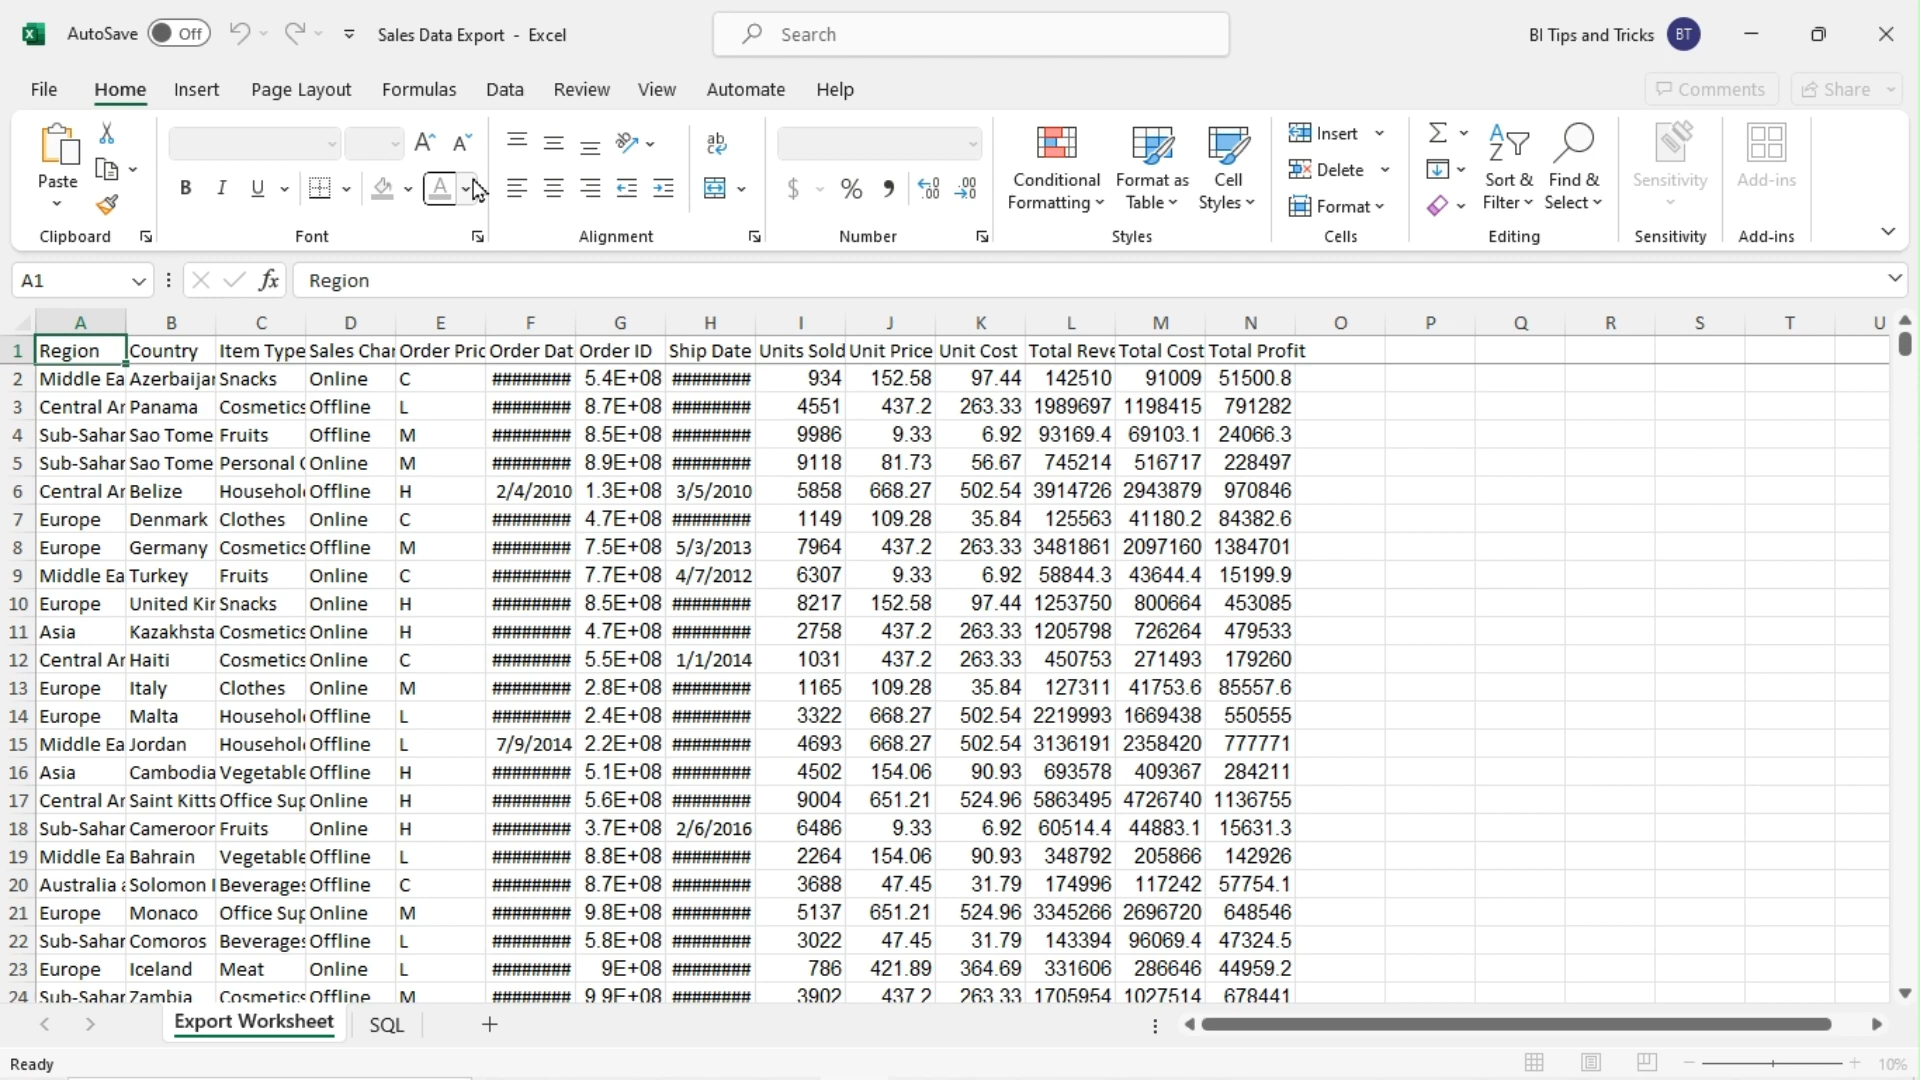 AutoSave Off Sales Data Export - Excel Search BI Tips and Tricks BT
File Home Insert Page Layout Formulas Data Review View Automate Help Comments Share
Paste
Clipboard
B I U A
Font
ab
Alignment
$ % 9 .00 .00
Number
Conditional Formatting
Format as Table
Cell Styles
Styles
Insert
Delete
Format
Cells
Sort & Filter
Find & Select
Editing
Sensitivity
Sensitivity
Add-ins
Add-ins
A1 fx Region
A B C D E F G H I J K L M N O P Q R S T U
1 Region Country Item Type Sales Char Order Pric Order Dat Order ID Ship Date Units Sold Unit Price Unit Cost Total Reve Total Cost Total Profit
2 Middle Ea Azerbaijar Snacks Online C ######## 5.4E+08 ######## 934 152.58 97.44 142510 91009 51500.8
3 Central Ar Panama Cosmetics Offline L ######## 8.7E+08 ######## 4551 437.2 263.33 1989697 1198415 791282
4 Sub-Sahar Sao Tome Fruits Offline M ######## 8.5E+08 ######## 9986 9.33 6.92 93169.4 69103.1 24066.3
5 Sub-Sahar Sao Tome Personal C Online M ######## 8.9E+08 ######## 9118 81.73 56.67 745214 516717 228497
6 Central Ar Belize Househol Offline H 2/4/2010 1.3E+08 3/5/2010 5858 668.27 502.54 3914726 2943879 970846
7 Europe Denmark Clothes Online C ######## 4.7E+08 ######## 1149 109.28 35.84 125563 41180.2 84382.6
8 Europe Germany Cosmetics Offline M ######## 7.5E+08 5/3/2013 7964 437.2 263.33 3481861 2097160 1384701
9 Middle Ea Turkey Fruits Online C ######## 7.7E+08 4/7/2012 6307 9.33 6.92 58844.3 43644.4 15199.9
10 Europe United Kir Snacks Online H ######## 8.5E+08 ######## 8217 152.58 97.44 1253750 800664 453085
11 Asia Kazakhsta Cosmetics Online H ######## 4.7E+08 ######## 2758 437.2 263.33 1205798 726264 479533
12 Central Ar Haiti Cosmetics Online C ######## 5.5E+08 1/1/2014 1031 437.2 263.33 450753 271493 179260
13 Europe Italy Clothes Online M ######## 2.8E+08 ######## 1165 109.28 35.84 127311 41753.6 85557.6
14 Europe Malta Househol Offline L ######## 2.4E+08 ######## 3322 668.27 502.54 2219993 1669438 550555
15 Middle Ea Jordan Househol Offline L 7/9/2014 2.2E+08 ######## 4693 668.27 502.54 3136191 2358420 777771
16 Asia Cambodia Vegetable Offline H ######## 5.1E+08 ######## 4502 154.06 90.93 693578 409367 284211
17 Central Ar Saint Kitts Office Sup Online H ######## 5.6E+08 ######## 9004 651.21 524.96 5863495 4726740 1136755
18 Sub-Sahar Cameroor Fruits Online H ######## 3.7E+08 2/6/2016 6486 9.33 6.92 60514.4 44883.1 15631.3
19 Middle Ea Bahrain Vegetable Offline L ######## 8.8E+08 ######## 2264 154.06 90.93 348792 205866 142926
20 Australia a Solomon I Beverages Offline C ######## 8.7E+08 ######## 3688 47.45 31.79 174996 117242 57754.1
21 Europe Monaco Office Sup Online M ######## 9.8E+08 ######## 5137 651.21 524.96 3345266 2696720 648546
22 Sub-Sahar Comoros Beverages Offline L ######## 5.8E+08 ######## 3022 47.45 31.79 143394 96069.4 47324.5
23 Europe Iceland Meat Online L ######## 9E+08 ######## 786 421.89 364.69 331606 286646 44959.2
24 Sub-Sahar Zambia Cosmetics Offline M ######## 9.9E+08 ######## 3902 437.2 263.33 1705954 1027514 678441
Export Worksheet SQL
Ready 10%